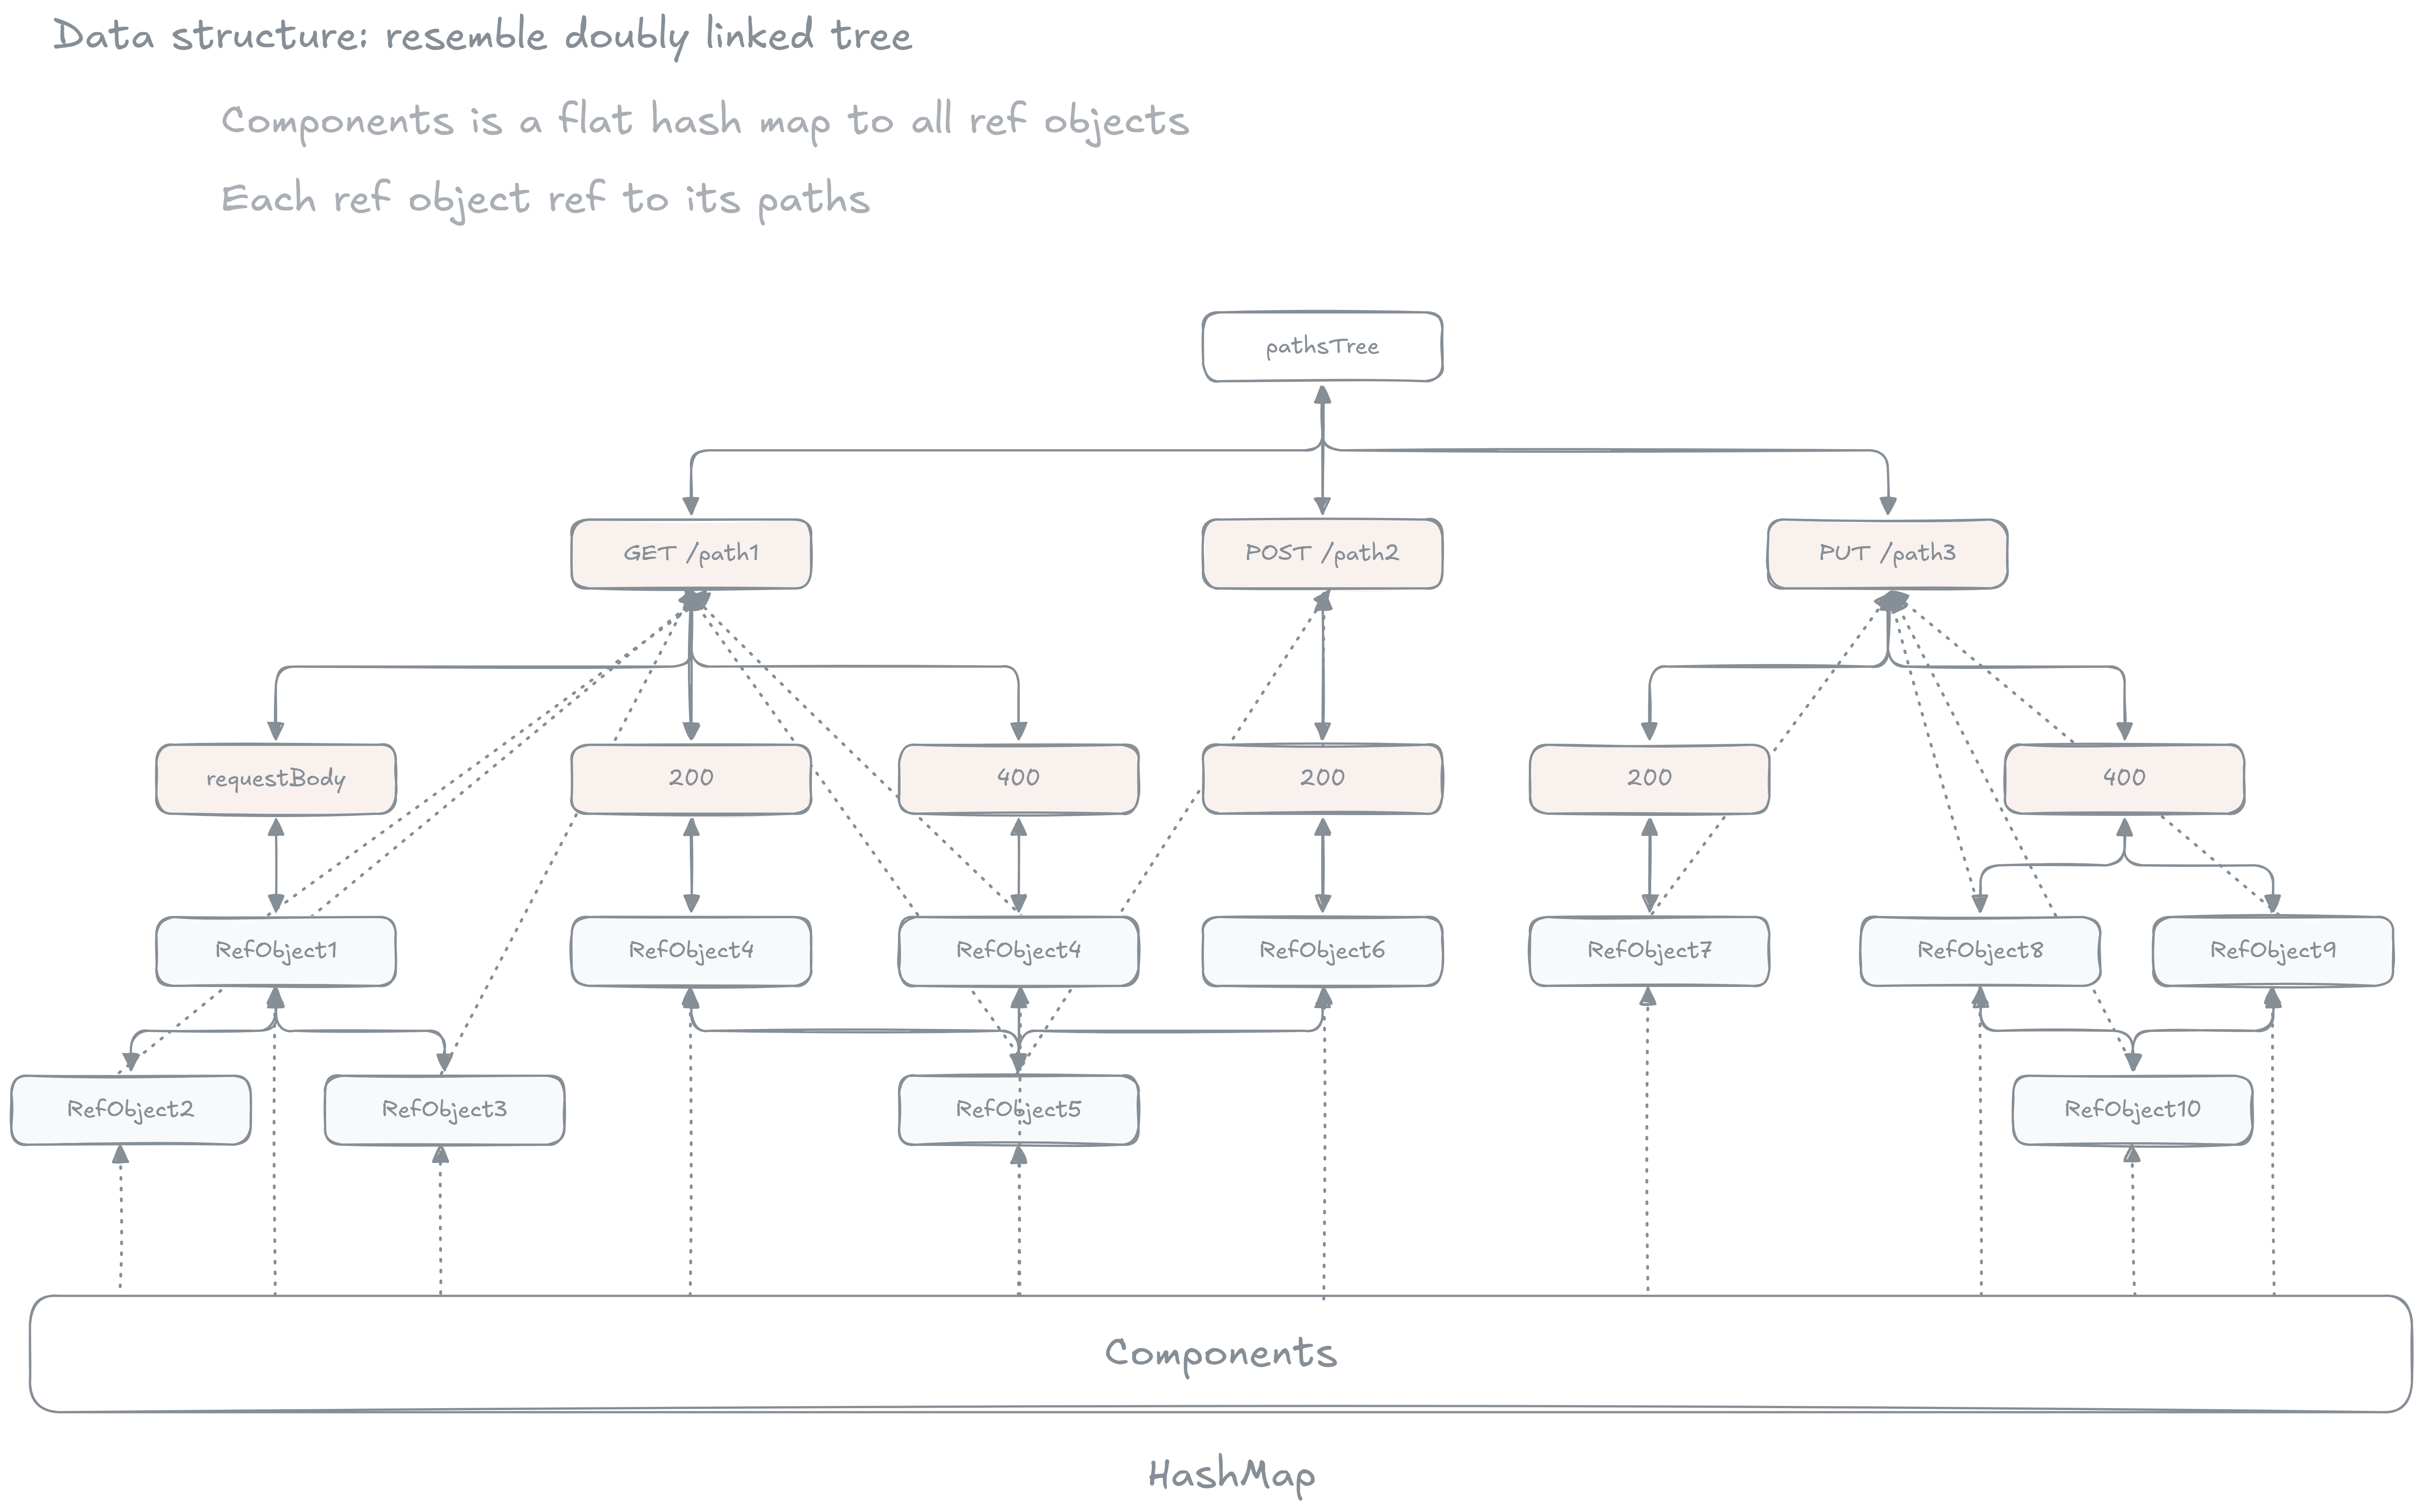 Data structure: resemble doubly linked tree
Components is a flat hash map to all ref objects
Each ref object ref to its paths
pathsTree
GET /path1
POST /path2
PUT /path3
requestBody
200
400
200
200
400
RefObject1
RefObject4
RefObject4
RefObject6
RefObject7
RefObject8
RefObject9
RefObject2
RefObject3
RefObject5
RefObject10
Components
HashMap